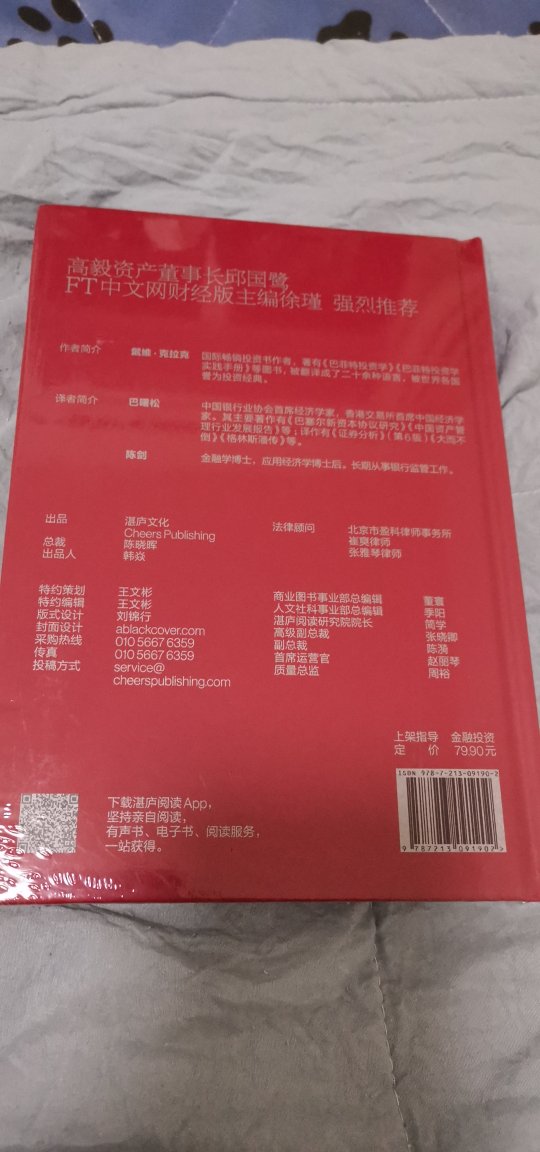 高毅资产董事长邱国鹭
FT中文网财经版主编徐瑾 强烈推荐
作者简介 戴维·克拉克 国际畅销投资书作者，著有《巴菲特投资学》《巴菲特投资学
实践手册》等图书，被翻译成了二十余种语言，被世界各国
誉为投资经典。
译者简介 巴曙松 中国银行业协会首席经济学家，香港交易所首席中国经济学
家。其主要著作有《巴塞尔新资本协议研究》《中国资产管
理行业发展报告》等；译作有《证券分析》（第6版）《大而不
倒》《格林斯潘传》等。
陈剑 金融学博士，应用经济学博士后。长期从事银行监管工作。
出品 湛庐文化
Cheers Publishing
总裁 陈晓晖
出品人 韩焱
法律顾问 北京市盈科律师事务所
崔爽律师
张雅琴律师
特约策划 王文彬
特约编辑 王文彬
版式设计 刘锦行
封面设计 ablackcover.com
采购热线 010 5667 6359
传真 010 5667 6359
投稿方式 service@
cheerspublishing.com
商业图书事业部总编辑 董寰
人文社科事业部总编辑 季阳
湛庐阅读研究院院长 简学
高级副总裁 张晓卿
副总裁 陈漪
首席运营官 赵丽琴
质量总监 周裕
上架指导 金融投资
定 价 79.90元
ISBN 978-7-213-09190-2
9 787213 091902 >
下载湛庐阅读App，
坚持亲自阅读，
有声书、电子书、阅读服务，
一站获得。